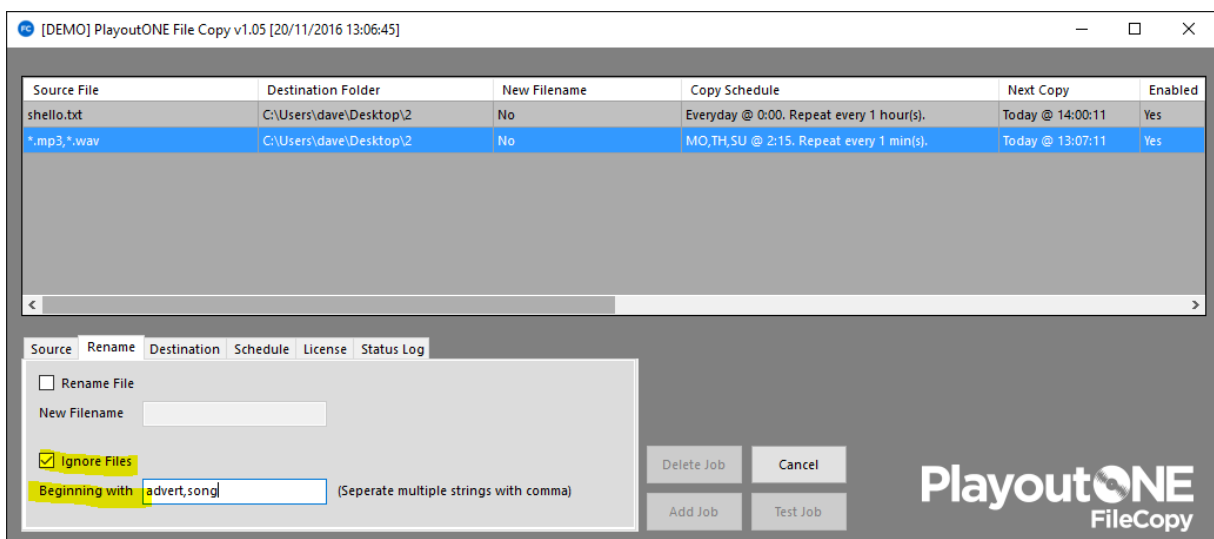 FC [DEMO] PlayoutONE File Copy v1.05 [20/11/2016 13:06:45]
Source File Destination Folder New Filename Copy Schedule Next Copy Enabled
shello.txt C:\Users\dave\Desktop\2 No Everyday @ 0:00. Repeat every 1 hour(s). Today @ 14:00:11 Yes
*.mp3,*.wav C:\Users\dave\Desktop\2 No MO,TH,SU @ 2:15. Repeat every 1 min(s). Today @ 13:07:11 Yes
Source Rename Destination Schedule License Status Log
Rename File
New Filename
Ignore Files
Beginning with advert,song (Seperate multiple strings with comma)
Delete Job Cancel
Add Job Test Job
PlayoutONE
FileCopy